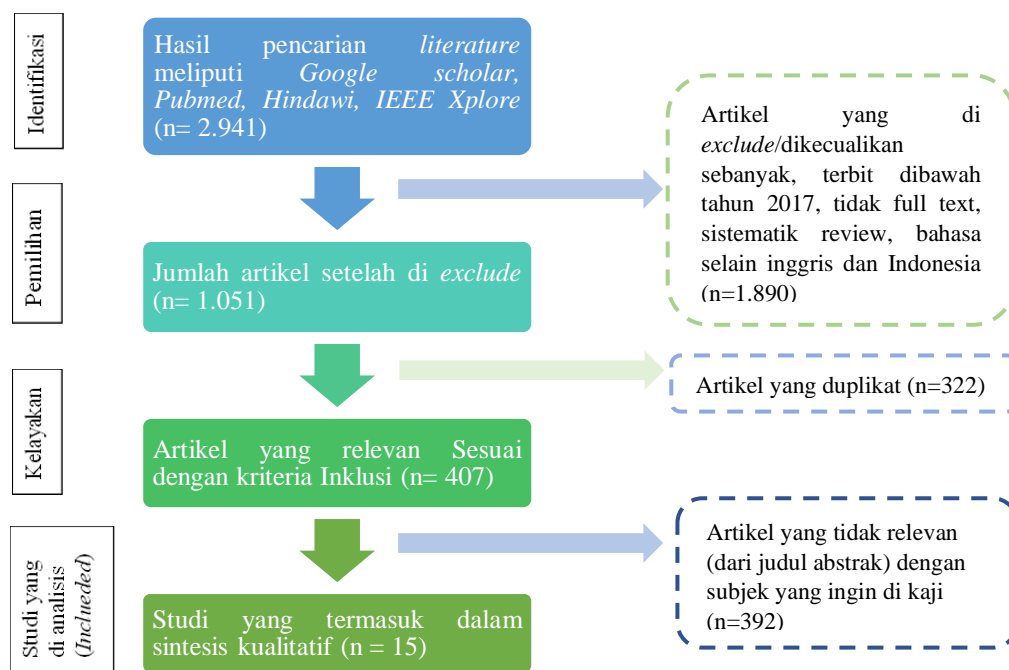 Identifikasi
Hasil pencarian literature
meliputi Google scholar,
Pubmed, Hindawi, IEEE Xplore
(n= 2.941)
Artikel yang di
exclude/dikecualikan
sebanyak, terbit dibawah
tahun 2017, tidak full text,
sistematik review, bahasa
selain inggris dan Indonesia
(n=1.890)
Pemilihan
Jumlah artikel setelah di exclude
(n= 1.051)
Artikel yang duplikat (n=322)
Kelayakan
Artikel yang relevan Sesuai
dengan kriteria Inklusi (n= 407)
Artikel yang tidak relevan
(dari judul abstrak) dengan
subjek yang ingin di kaji
(n=392)
Studi yang
di analisis
(Inclueded)
Studi yang termasuk dalam
sintesis kualitatif (n = 15)